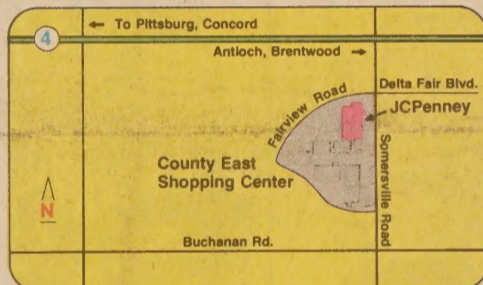 ← To Pittsburg, Concord
4
Antioch, Brentwood →
Delta Fair Blvd.
Fairview Road
JCPenney
County East
Shopping Center
Somersville Road
N
Buchanan Rd.